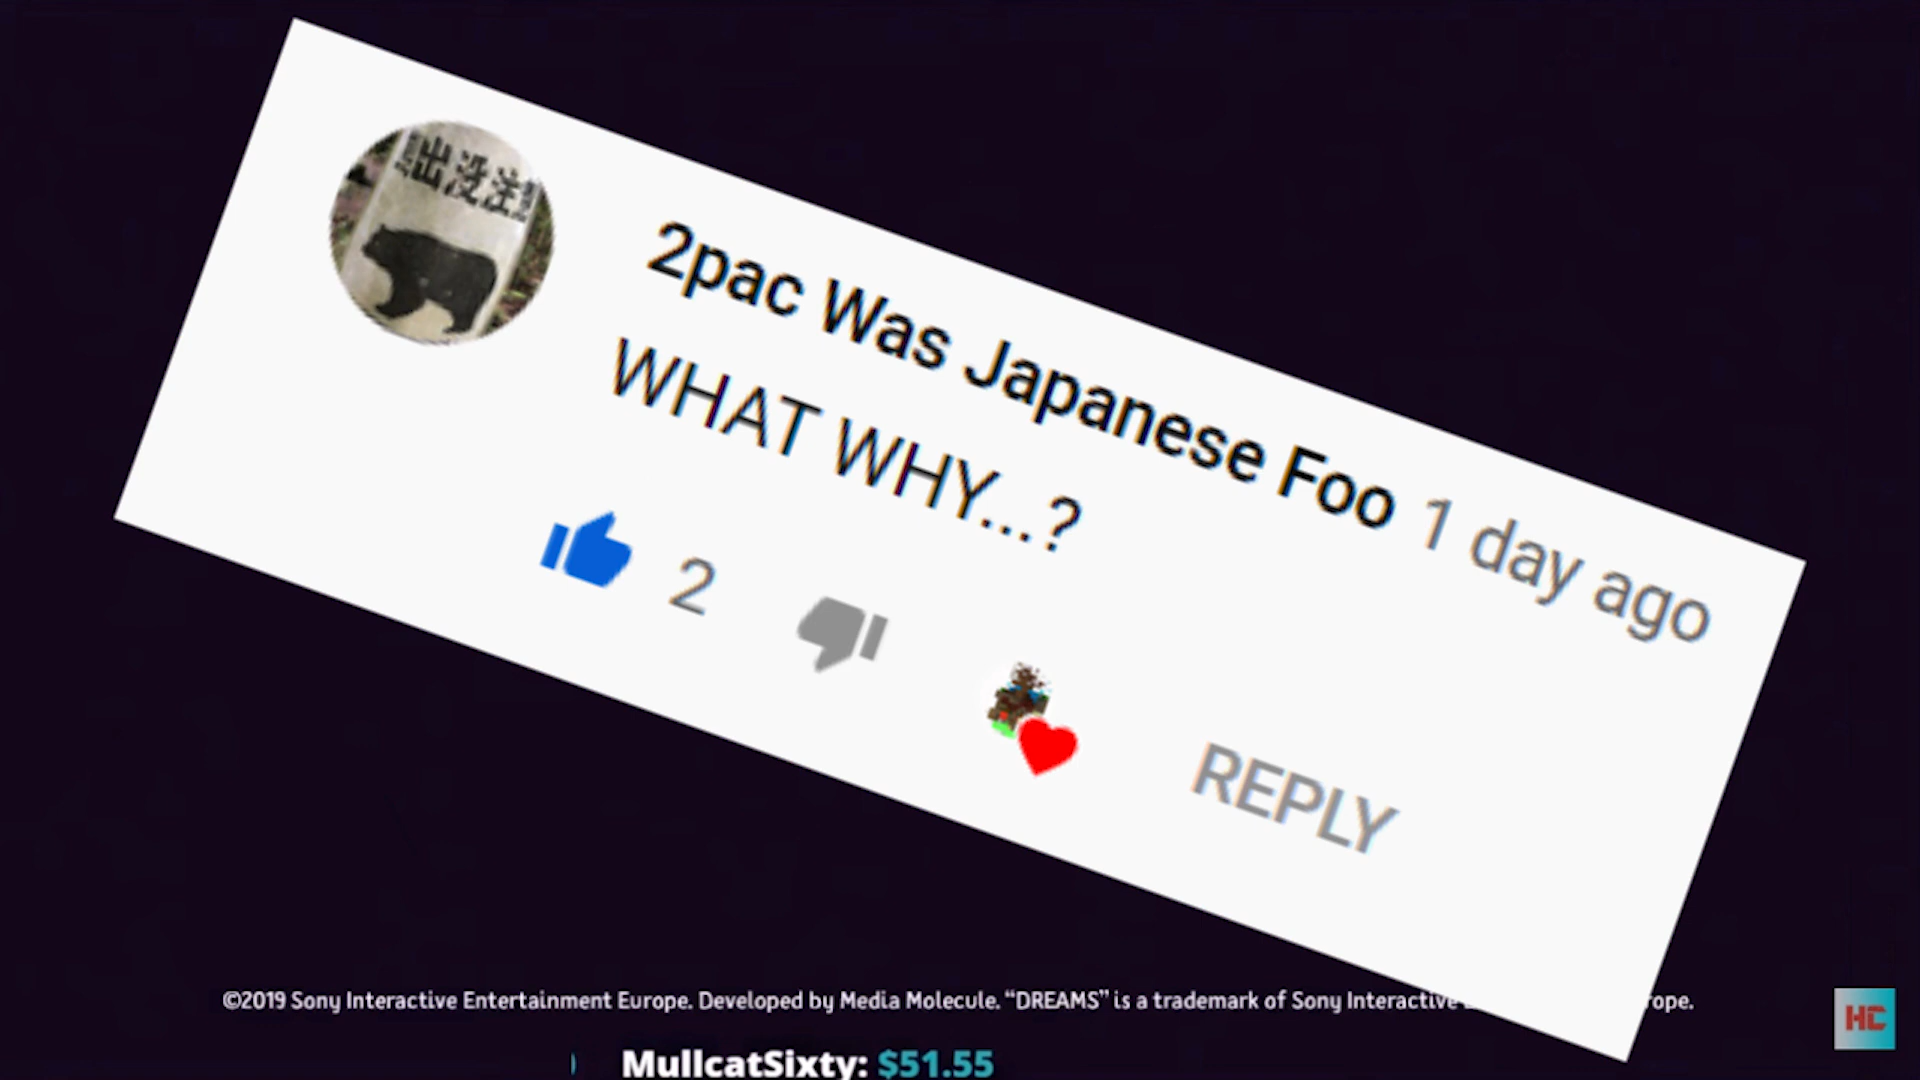 出没注
2pac Was Japanese Foo 1 day ago
WHAT WHY...?
2
REPLY
©2019 Sony Interactive Entertainment Europe. Developed by Media Molecule. “DREAMS” is a trademark of Sony Interactive rope.
HC
MullcatSixty: $51.55